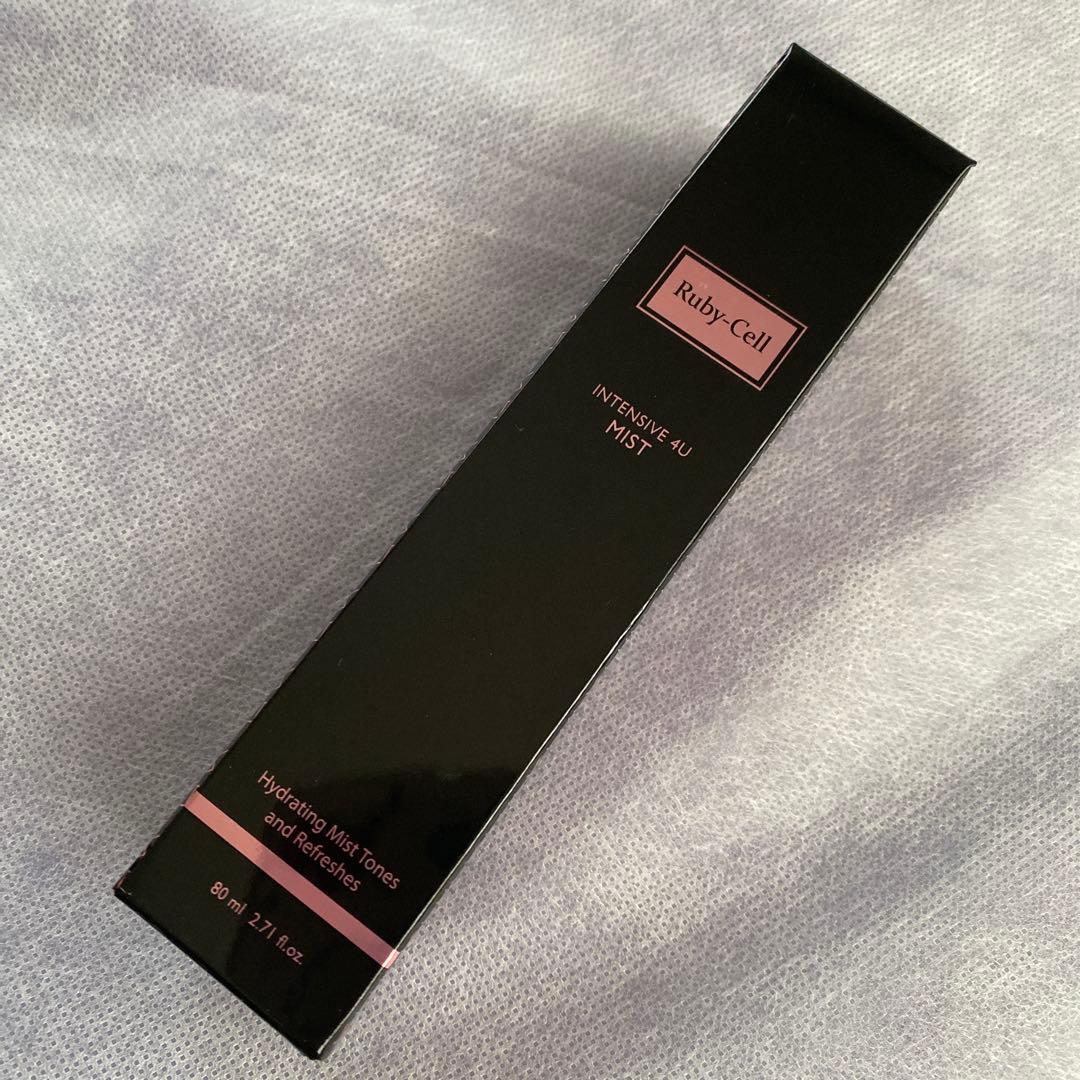 Ruby-Cell
INTENSIVE 4U
MIST
Hydrating Mist Tones
and Refreshes
80 ml 2.71 fl.oz.